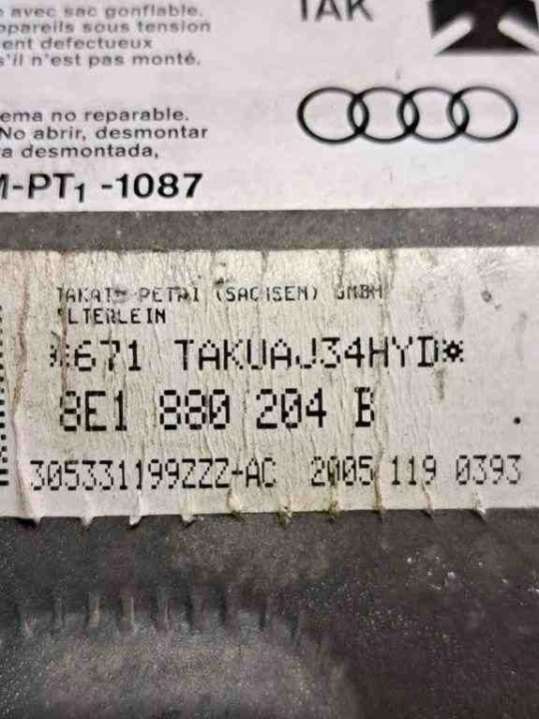 avec sac gonflable.
appareils sous tension
ent defectueux
s'il n'est pas monté.
TAK
ema no reparable.
No abrir, desmontar
a desmontada,
M-PT1 -1087
TAKATA PETRI (SACHSEN) GMBH
ELTERLEIN
*671 TAKUAJ34HYD*
8E1 880 204 B
305331199ZZZ-AC 2005 119 0393